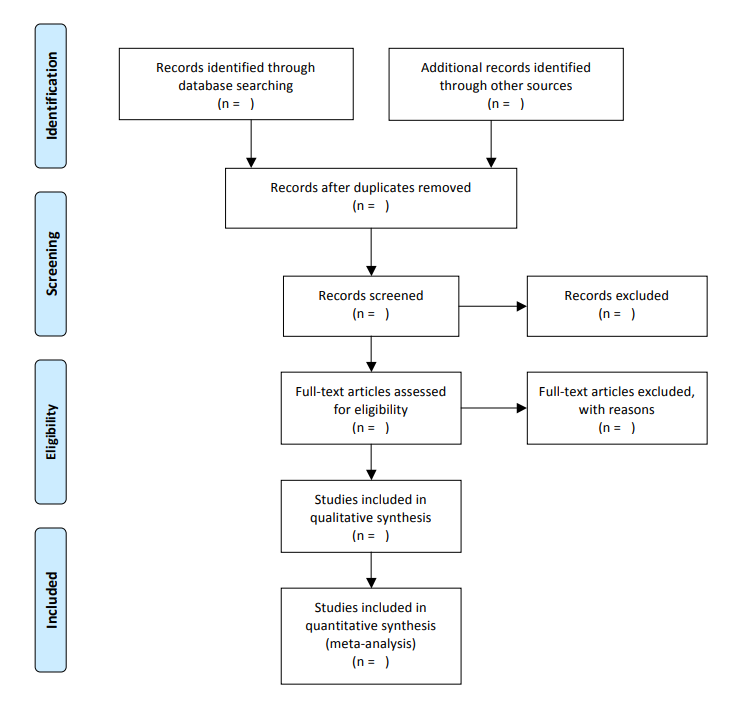 Identification
Records identified through
database searching
(n =   )
Additional records identified
through other sources
(n =   )
Records after duplicates removed
(n =   )
Screening
Records screened
(n =   )
Records excluded
(n =   )
Eligibility
Full-text articles assessed
for eligibility
(n =   )
Full-text articles excluded,
with reasons
(n =   )
Studies included in
qualitative synthesis
(n =   )
Included
Studies included in
quantitative synthesis
(meta-analysis)
(n =   )